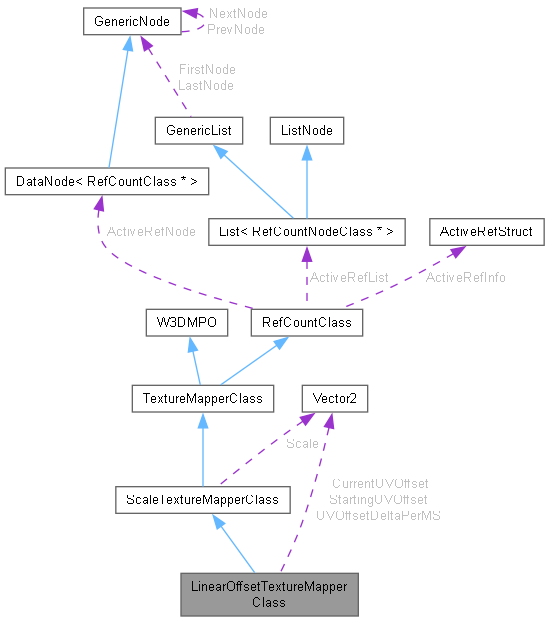 GenericNode
NextNode
PrevNode
FirstNode
LastNode
GenericList
ListNode
DataNode< RefCountClass * >
ActiveRefNode
List< RefCountNodeClass * >
ActiveRefStruct
ActiveRefList
ActiveRefInfo
W3DMPO
RefCountClass
TextureMapperClass
Vector2
Scale
ScaleTextureMapperClass
CurrentUVOffset
StartingUVOffset
UVOffsetDeltaPerMS
LinearOffsetTextureMapper
Class